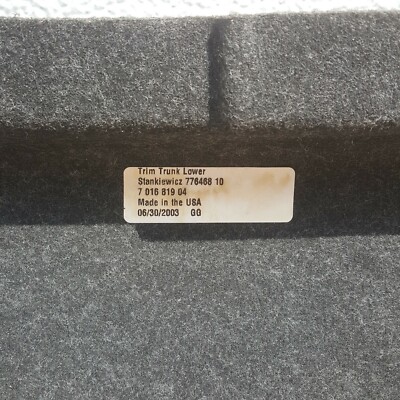 Trim Trunk Lower
Stankiewicz 776468 10
7 016 819 04
Made in the USA
06/30/2003 GG